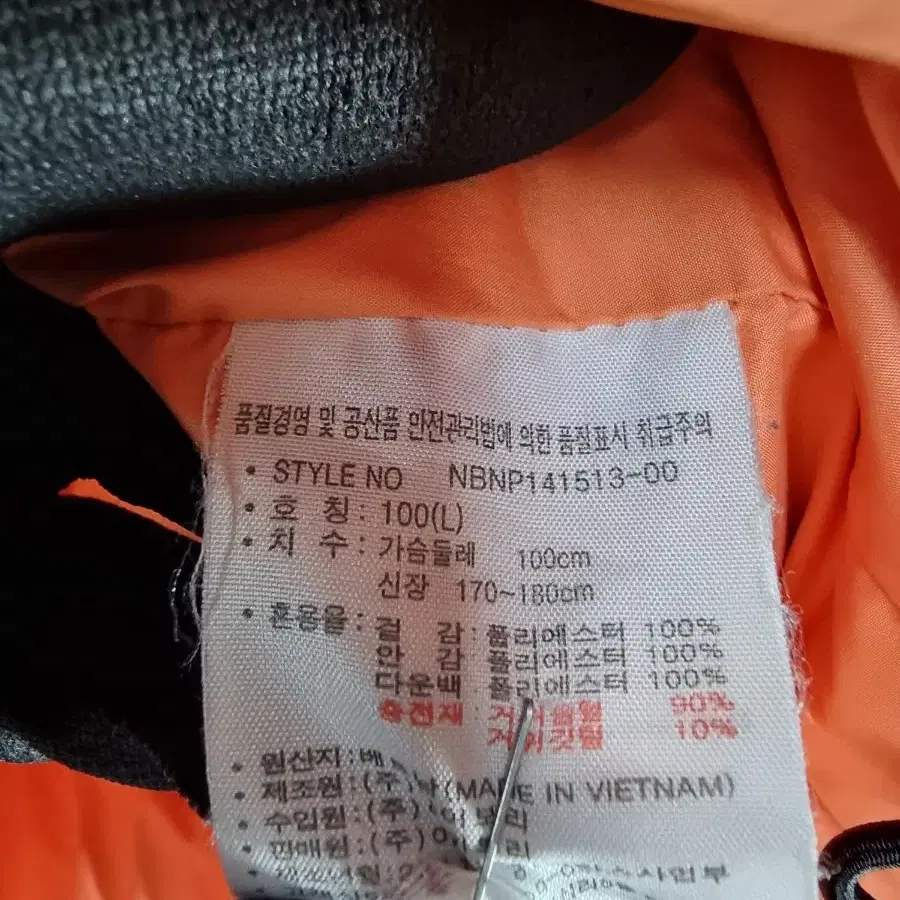 품질경영 및 공산품 안전관리법에 의한 품질표시 취급주의
• STYLE NO NBNP141513-00
• 호 칭 : 100(L)
• 치 수 : 가슴둘레 100cm
신장 170~180cm
• 혼용율 : 겉 감 : 폴리에스터 100%
안 감 : 폴리에스터 100%
다운백 : 폴리에스터 100%
충전재 : 거위솜털 90%
거위깃털 10%
• 원산지 : 베
• 제조원 : (주) (MADE IN VIETNAM)
• 수입원 : (주)
• 판매원 : (주)